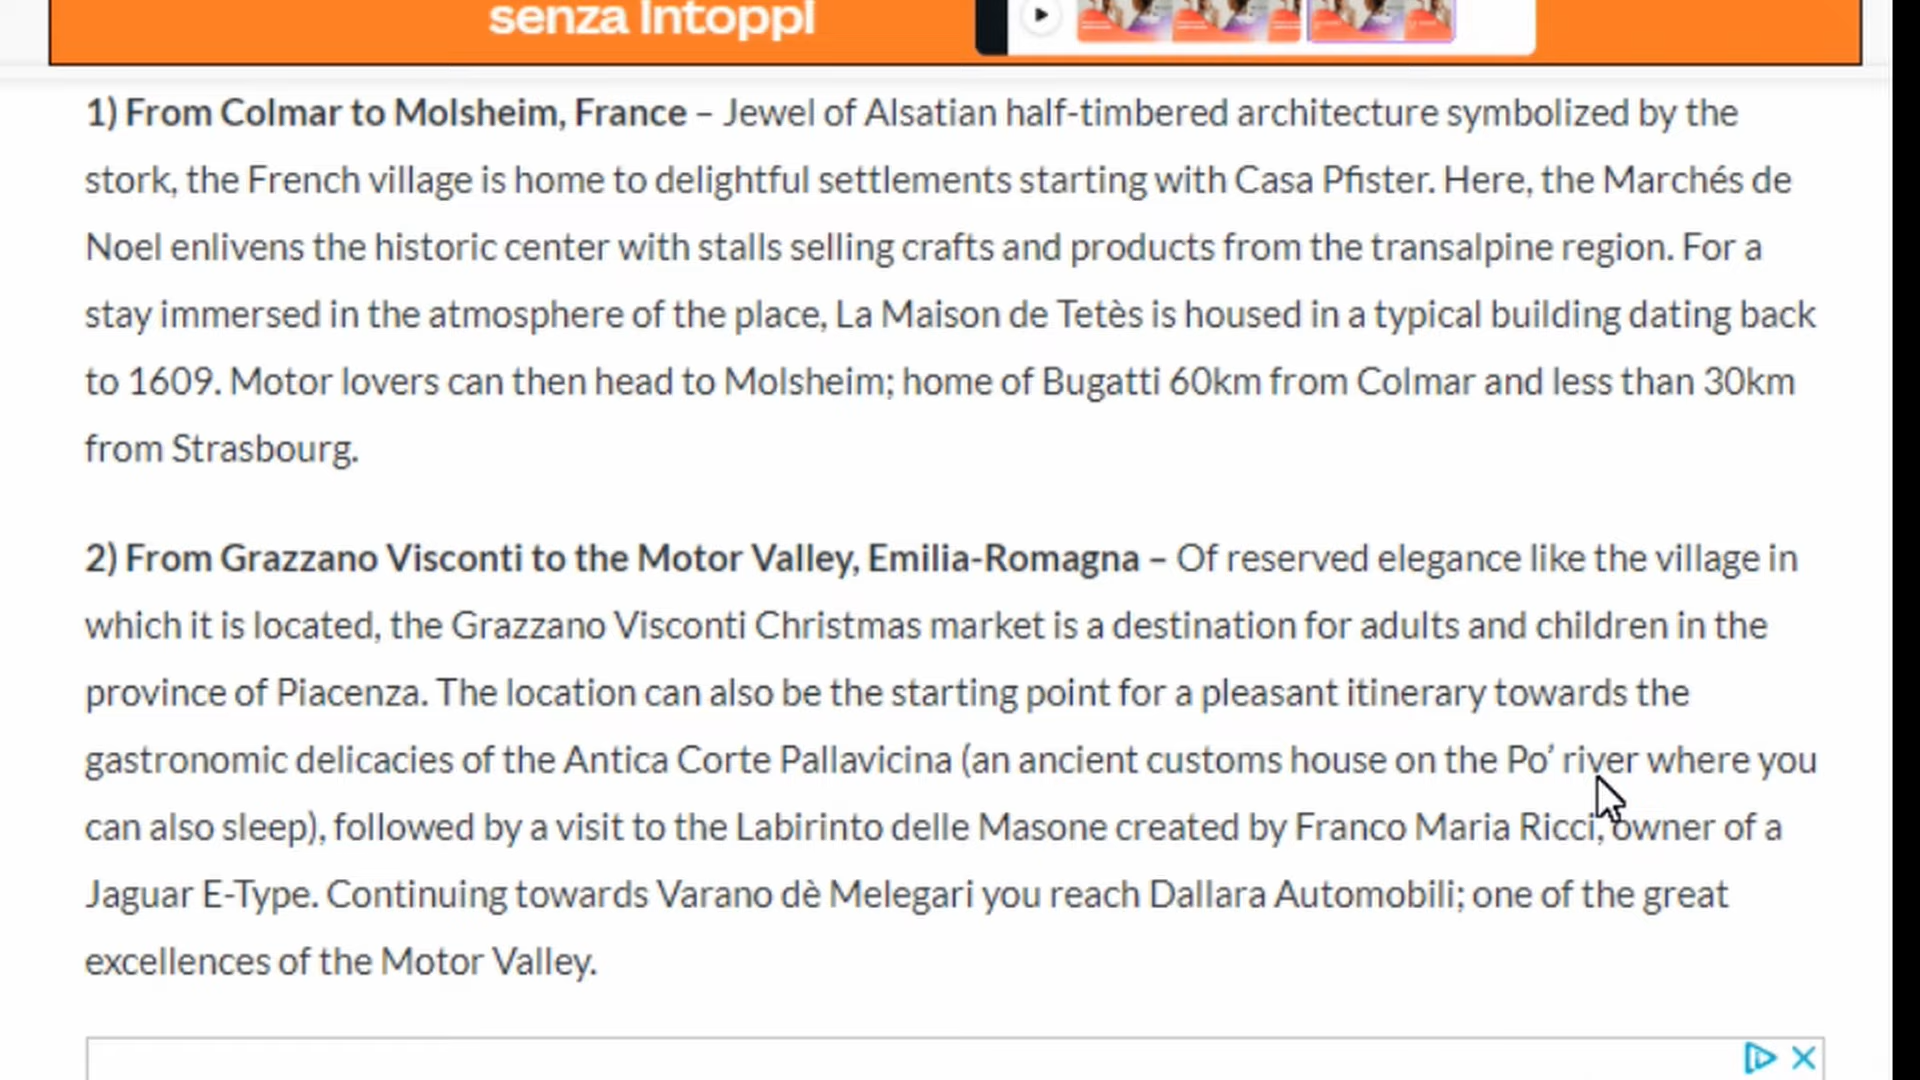 senza Intoppi
1) From Colmar to Molsheim, France – Jewel of Alsatian half-timbered architecture symbolized by the
stork, the French village is home to delightful settlements starting with Casa Pfister. Here, the Marchés de
Noel enlivens the historic center with stalls selling crafts and products from the transalpine region. For a
stay immersed in the atmosphere of the place, La Maison de Tetès is housed in a typical building dating back
to 1609. Motor lovers can then head to Molsheim; home of Bugatti 60km from Colmar and less than 30km
from Strasbourg.
2) From Grazzano Visconti to the Motor Valley, Emilia-Romagna – Of reserved elegance like the village in
which it is located, the Grazzano Visconti Christmas market is a destination for adults and children in the
province of Piacenza. The location can also be the starting point for a pleasant itinerary towards the
gastronomic delicacies of the Antica Corte Pallavicina (an ancient customs house on the Po’ river where you
can also sleep), followed by a visit to the Labirinto delle Masone created by Franco Maria Ricci, owner of a
Jaguar E-Type. Continuing towards Varano dè Melegari you reach Dallara Automobili; one of the great
excellences of the Motor Valley.